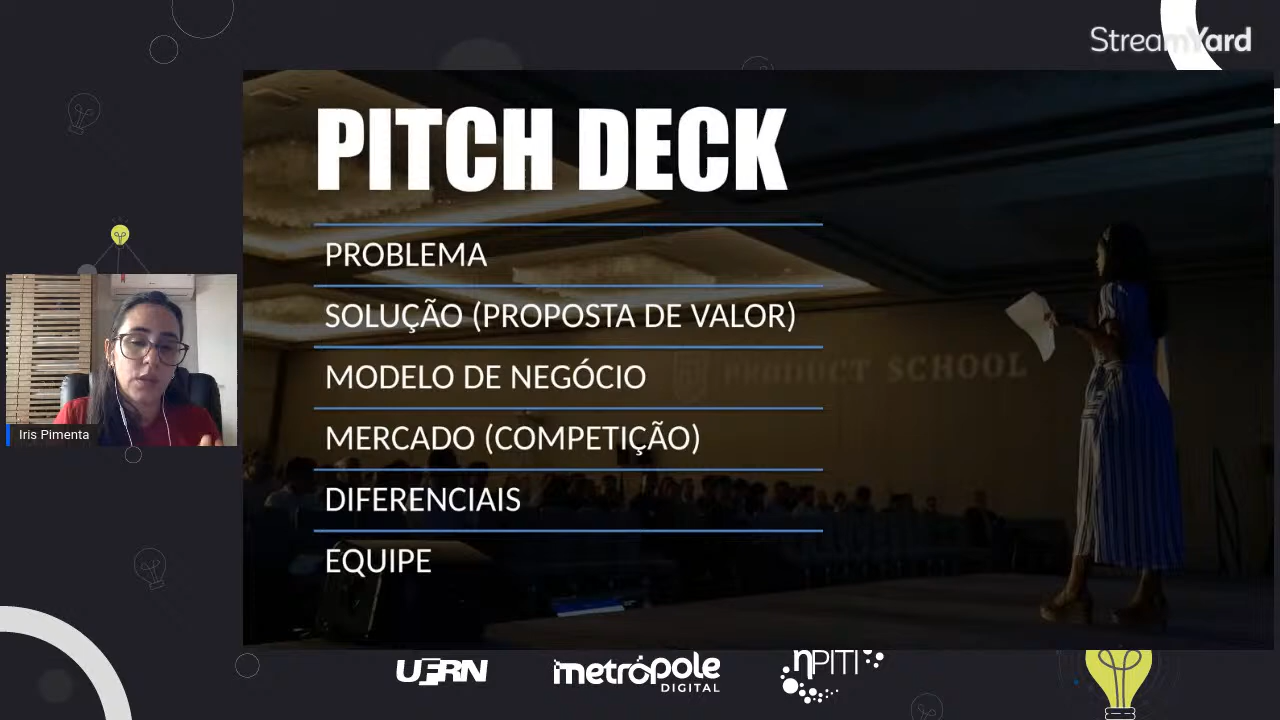 StreamYard
PITCH DECK
PROBLEMA
SOLUÇÃO (PROPOSTA DE VALOR)
MODELO DE NEGÓCIO
MERCADO (COMPETIÇÃO)
DIFERENCIAIS
EQUIPE
PRODUCT SCHOOL
Iris Pimenta
UFRN
metrópole
DIGITAL
nPITI